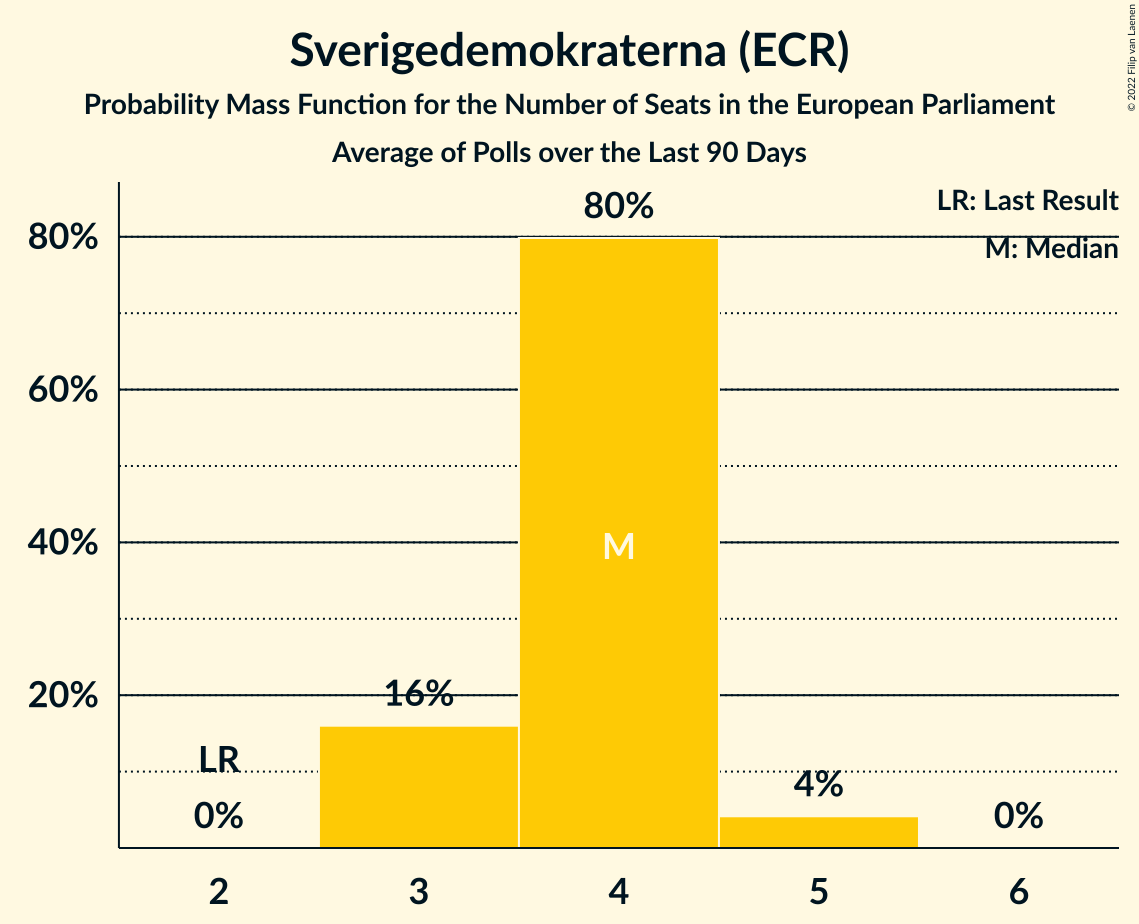 Sverigedemokraterna (ECR)
Probability Mass Function for the Number of Seats in the European Parliament
Average of Polls over the Last 90 Days
© 2022 Filip van Laenen
LR: Last Result
M: Median
80%
60%
40%
20%
LR
0%
16%
80%
M
4%
0%
2
3
4
5
6